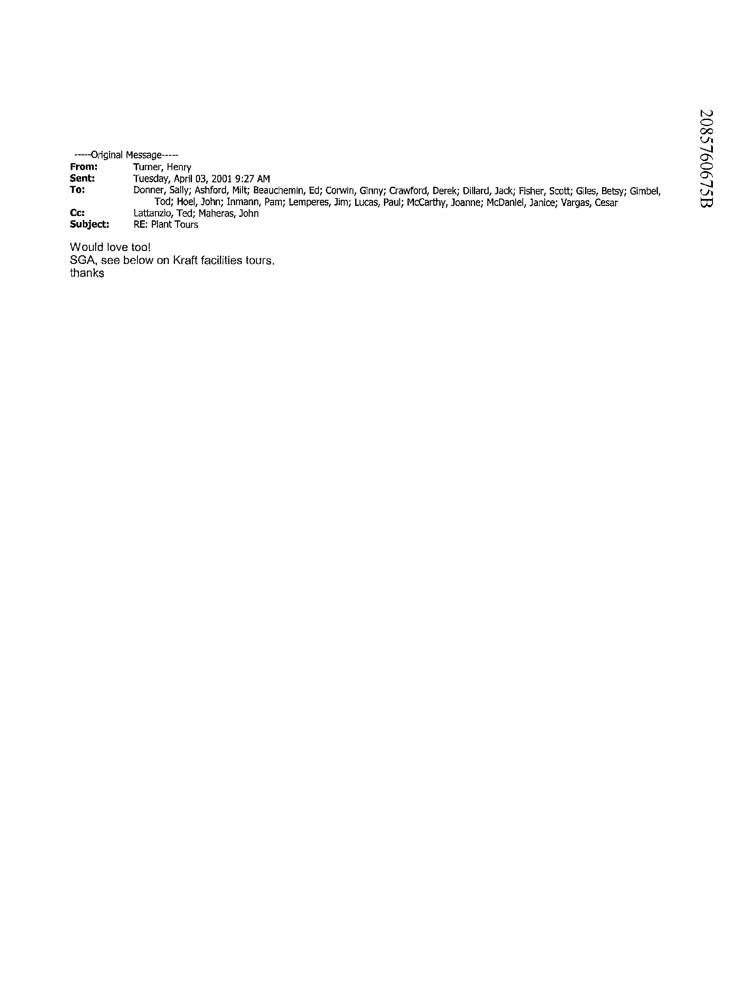 -----Original Message-----
From: Turner, Henry
Sent: Tuesday, April 03, 2001 9:27 AM
To: Donner, Sally; Ashford, Milt; Beauchemin, Ed; Corwin, Ginny; Crawford, Derek; Dillard, Jack; Fisher, Scott; Giles, Betsy; Gimbel,
Tod; Hoel, John; Inmann, Pam; Lemperes, Jim; Lucas, Paul; McCarthy, Joanne; McDaniel, Janice; Vargas, Cesar
Cc: Lattanzio, Ted; Maheras, John
Subject: RE: Plant Tours
Would love too!
SGA, see below on Kraft facilities tours.
thanks
2085760675B